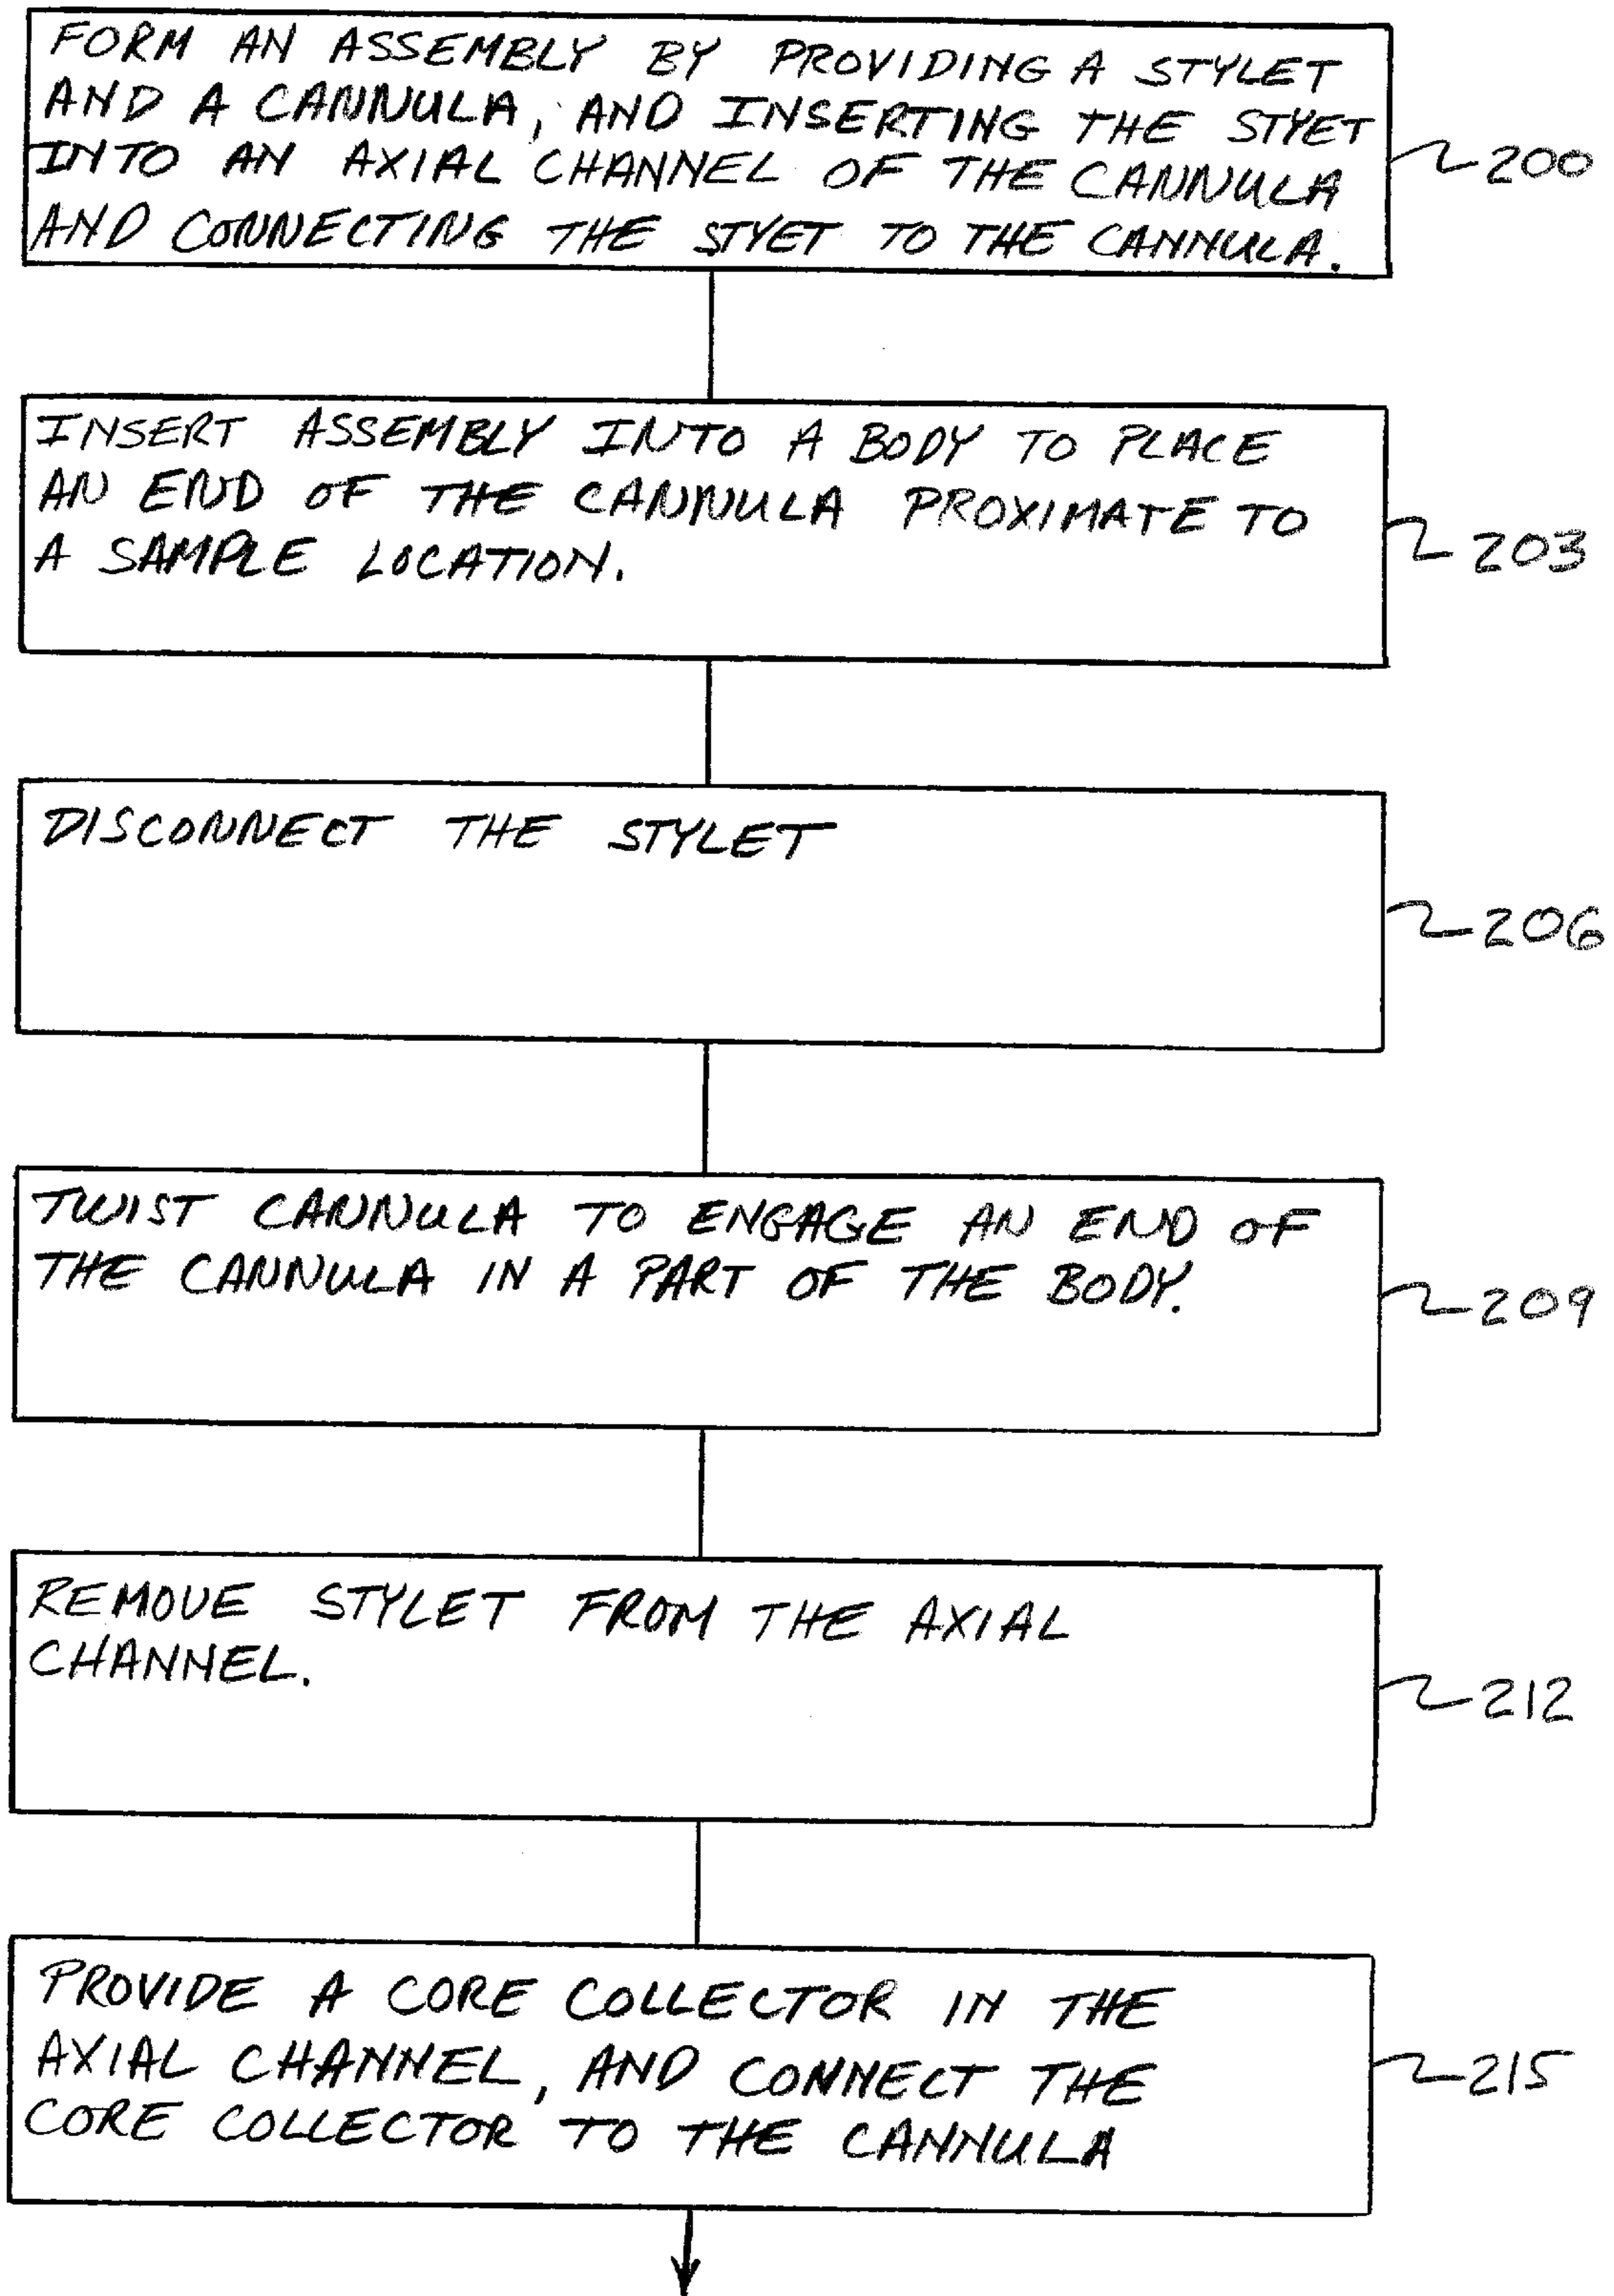 FORM AN ASSEMBLY BY PROVIDING A STYLET
AND A CANNULA, AND INSERTING THE STYET
INTO AN AXIAL CHANNEL OF THE CANNULA
AND CONNECTING THE STYET TO THE CANNULA.
200
INSERT ASSEMBLY INTO A BODY TO PLACE
AN END OF THE CANNULA PROXIMATE TO
A SAMPLE LOCATION.
203
DISCONNECT THE STYLET
206
TWIST CANNULA TO ENGAGE AN END OF
THE CANNULA IN A PART OF THE BODY.
209
REMOVE STYLET FROM THE AXIAL
CHANNEL.
212
PROVIDE A CORE COLLECTOR IN THE
AXIAL CHANNEL, AND CONNECT THE
CORE COLLECTOR TO THE CANNULA
215